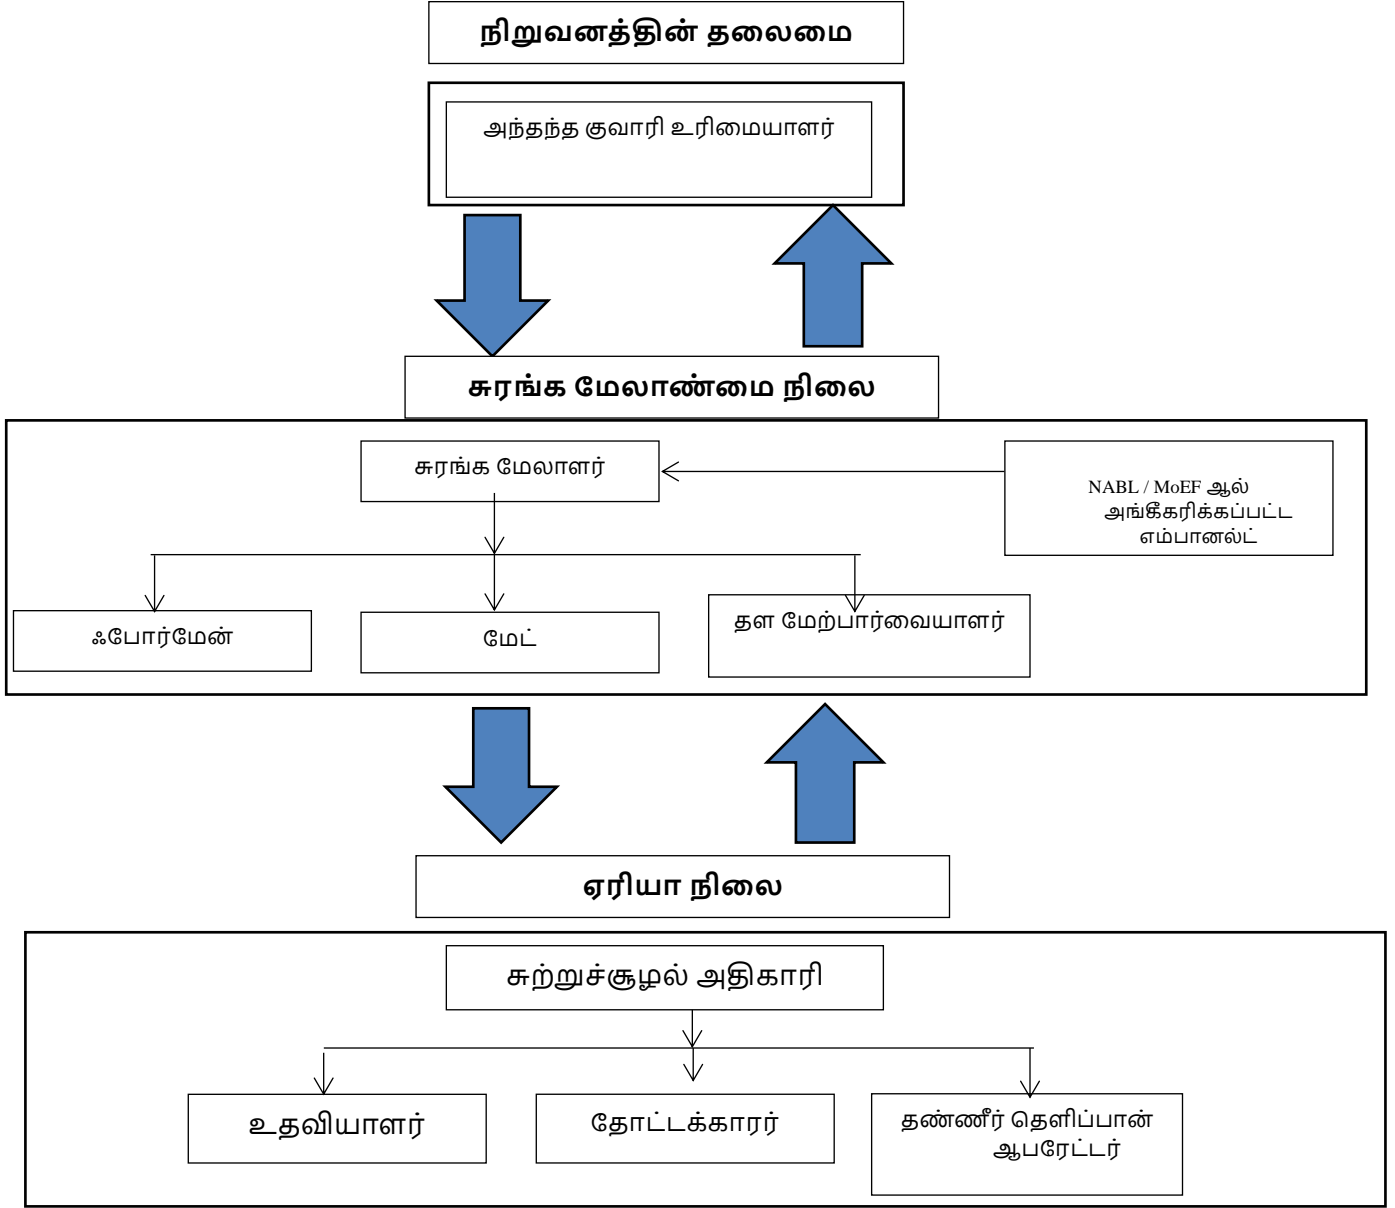 நிறுவனத்தின் தலைமை
அந்தந்த குவாரி உரிமையாளர்
சுரங்க மேலாண்மை நிலை
சுரங்க மேலாளர்
NABL / MoEF ஆல்
அங்கீகரிக்கப்பட்ட
எம்பானல்ட்
ஃபோர்மேன்
மேட்
தள மேற்பார்வையாளர்
ஏரியா நிலை
சுற்றுச்சூழல் அதிகாரி
உதவியாளர்
தோட்டக்காரர்
தண்ணீர் தெளிப்பான்
ஆபரேட்டர்